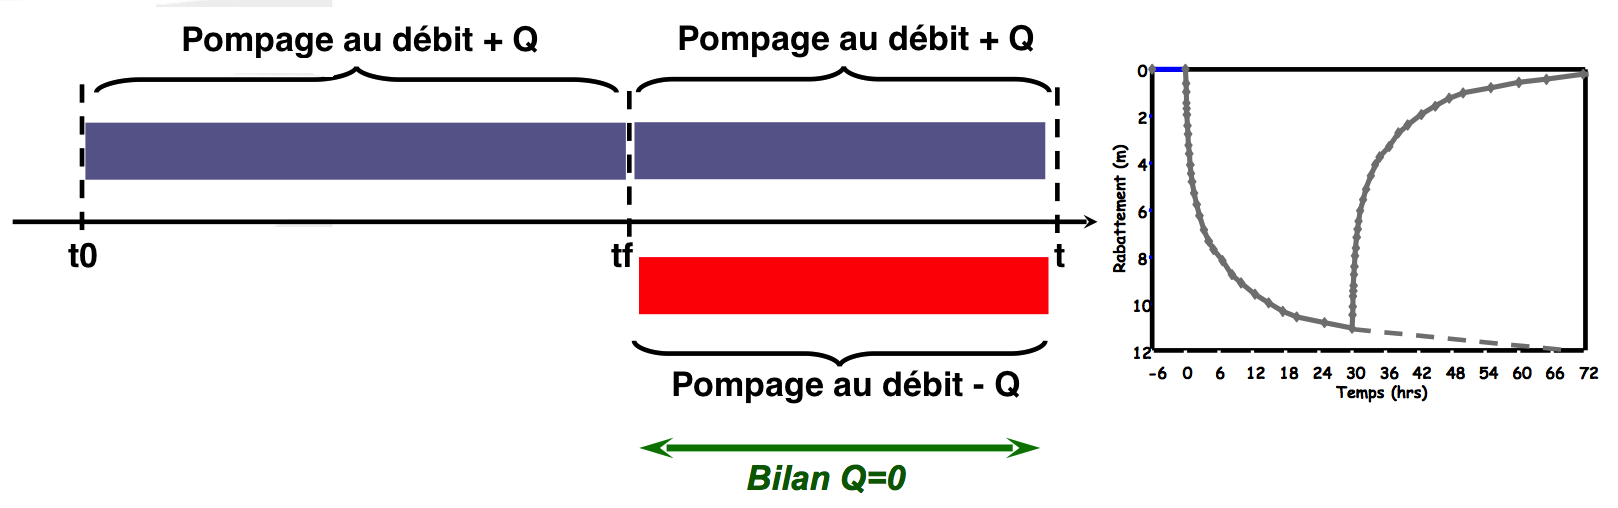 Pompage au débit + Q
Pompage au débit + Q
t0
tf
t
Pompage au débit - Q
Bilan Q=0
Rabattement (m)
0
2
4
6
8
10
12
-6 0 6 12 18 24 30 36 42 48 54 60 66 72
Temps (hrs)